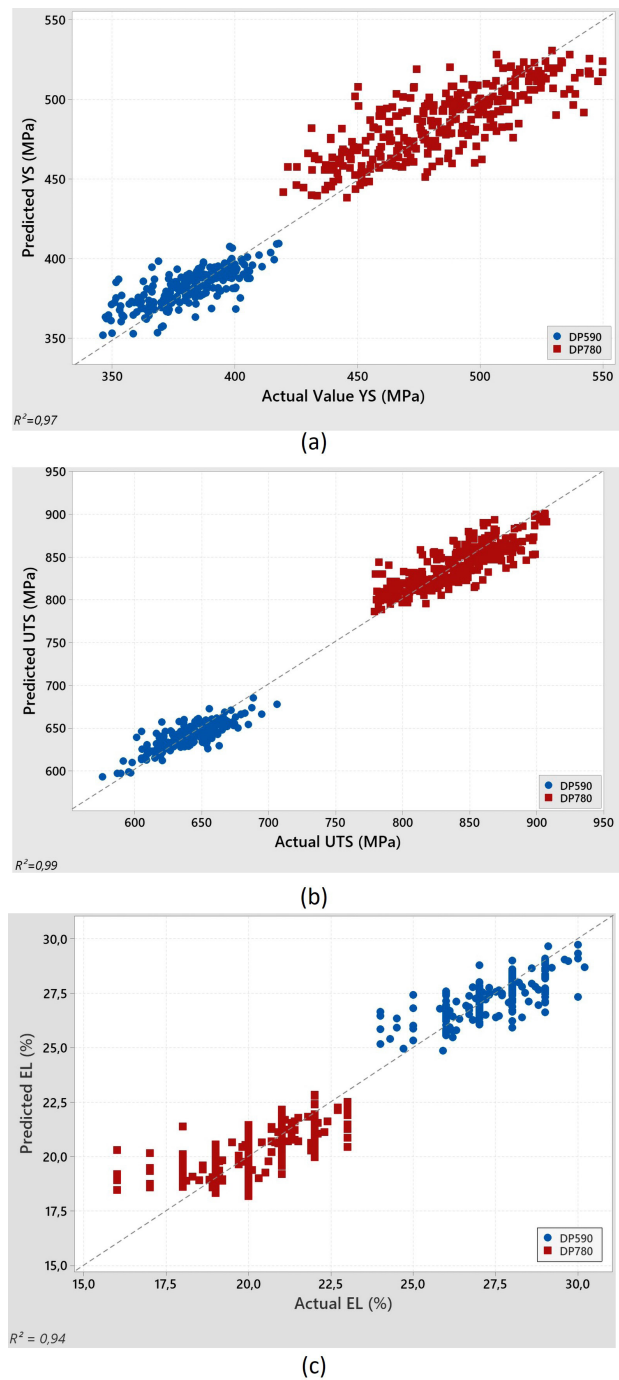 550
500
450
400
350
Predicted YS (MPa)
350
400
450
500
550
Actual Value YS (MPa)
DP590
DP780
R²=0,97
(a)
950
900
850
800
750
700
650
600
Predicted UTS (MPa)
600
650
700
750
800
850
900
950
Actual UTS (MPa)
DP590
DP780
R²=0,99
(b)
30,0
27,5
25,0
22,5
20,0
17,5
15,0
Predicted EL (%)
15,0
17,5
20,0
22,5
25,0
27,5
30,0
Actual EL (%)
DP590
DP780
R² = 0,94
(c)